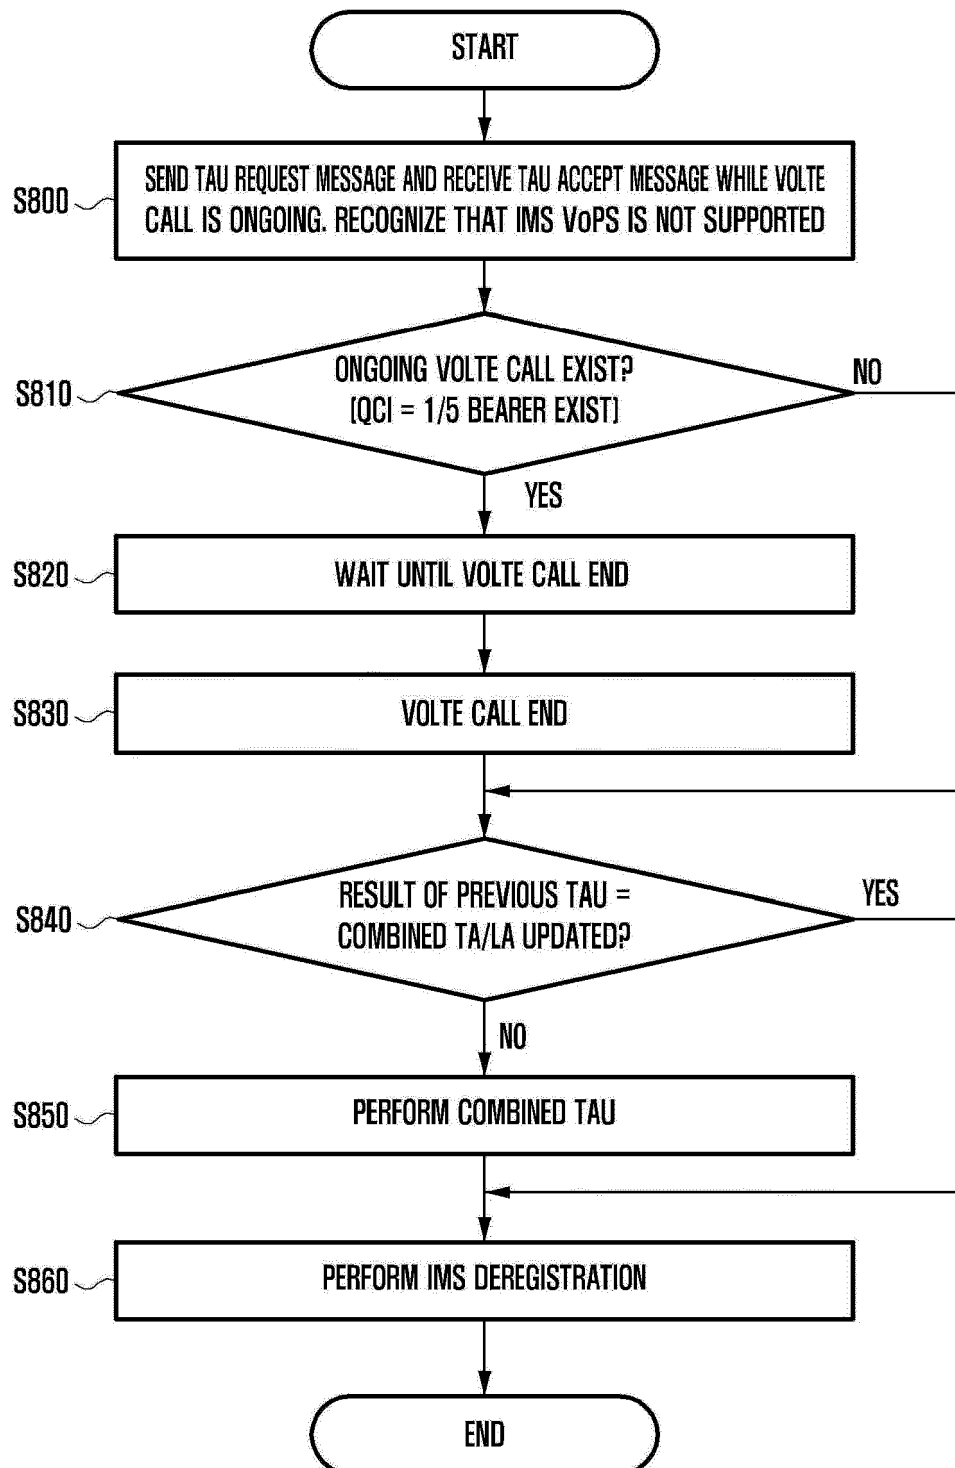 START
S800
SEND TAU REQUEST MESSAGE AND RECEIVE TAU ACCEPT MESSAGE WHILE VOLTE
CALL IS ONGOING. RECOGNIZE THAT IMS VoPS IS NOT SUPPORTED
S810
ONGOING VOLTE CALL EXIST?
[QCI = 1/5 BEARER EXIST]
NO
YES
S820
WAIT UNTIL VOLTE CALL END
S830
VOLTE CALL END
S840
RESULT OF PREVIOUS TAU =
COMBINED TA/LA UPDATED?
YES
NO
S850
PERFORM COMBINED TAU
S860
PERFORM IMS DEREGISTRATION
END